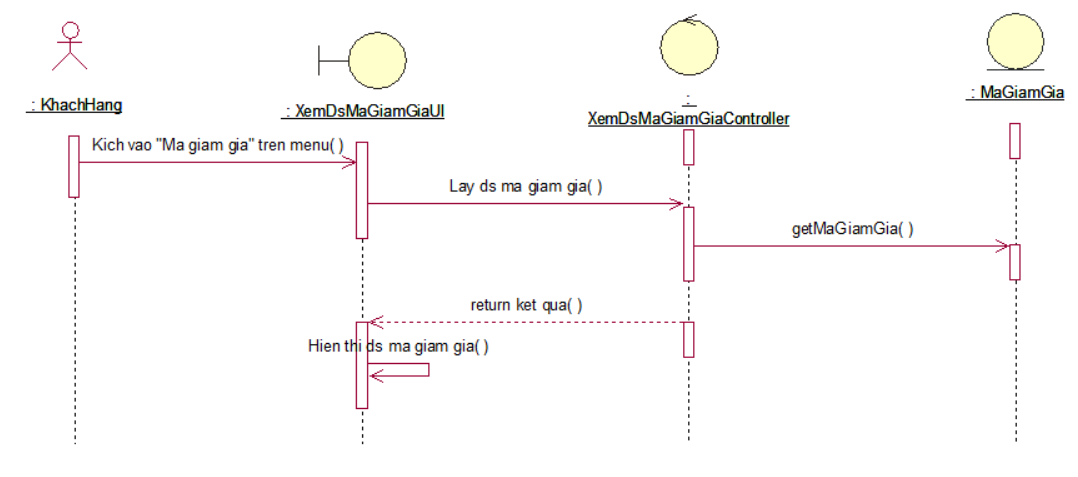 : KhachHang
: XemDsMaGiamGiaUI
:
XemDsMaGiamGiaController
: MaGiamGia
Kich vao "Ma giam gia" tren menu( )
Lay ds ma giam gia( )
getMaGiamGia( )
return ket qua( )
Hien thi ds ma giam gia( )